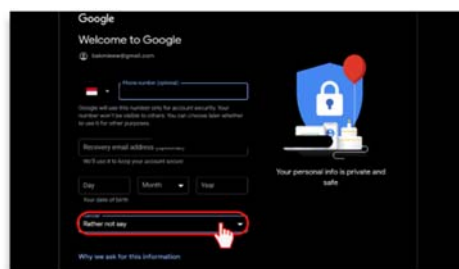 Google
Welcome to Google
Phone number (optional)
Google will use this number only for account security. Your
number won't be visible to others. You can choose later whether
to use it for other purposes.
Recovery email address (optional)
We'll use it to keep your account secure
Day
Month
Year
Your date of birth
Rather not say
Why we ask for this information
Your personal info is private and
safe